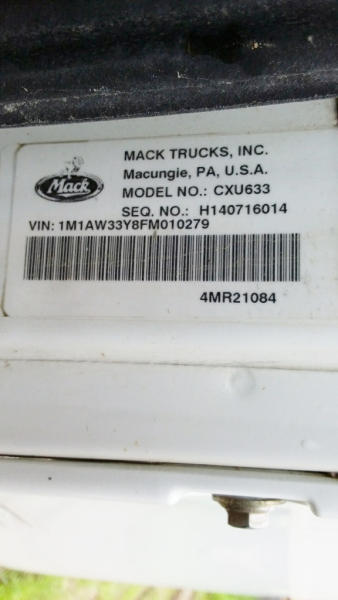 Mack
MACK TRUCKS, INC.
Macungie, PA, U.S.A.
MODEL NO.: CXU633
SEQ. NO.: H140716014
VIN: 1M1AW33Y8FM010279
4MR21084